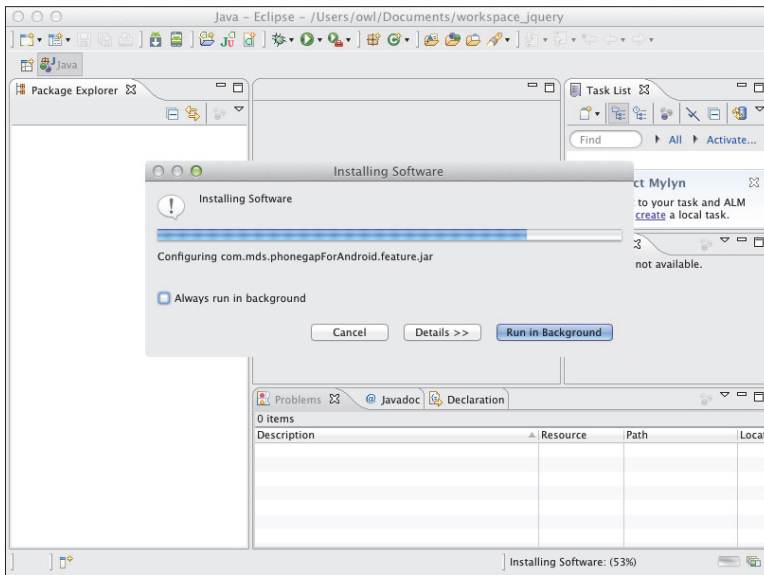 Java – Eclipse – /Users/owl/Documents/workspace_jquery
Java
Package Explorer
Task List
Find
All
Activate...
Installing Software
Installing Software
Configuring com.mds.phonegapForAndroid.feature.jar
Always run in background
Cancel
Details >>
Run in Background
ct Mylyn
to your task and ALM
create a local task.
not available.
Problems
@ Javadoc
Declaration
0 items
Description
Resource
Path
Locat
Installing Software: (53%)